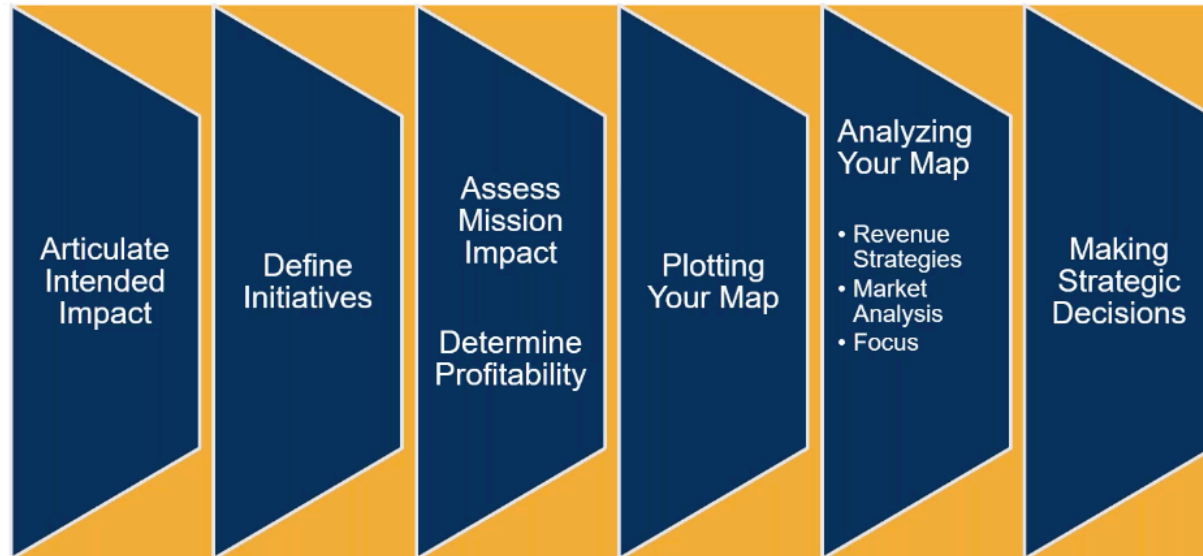 Articulate
Intended
Impact
Define
Initiatives
Assess
Mission
Impact
Determine
Profitability
Plotting
Your Map
Analyzing
Your Map
• Revenue
Strategies
• Market
Analysis
• Focus
Making
Strategic
Decisions